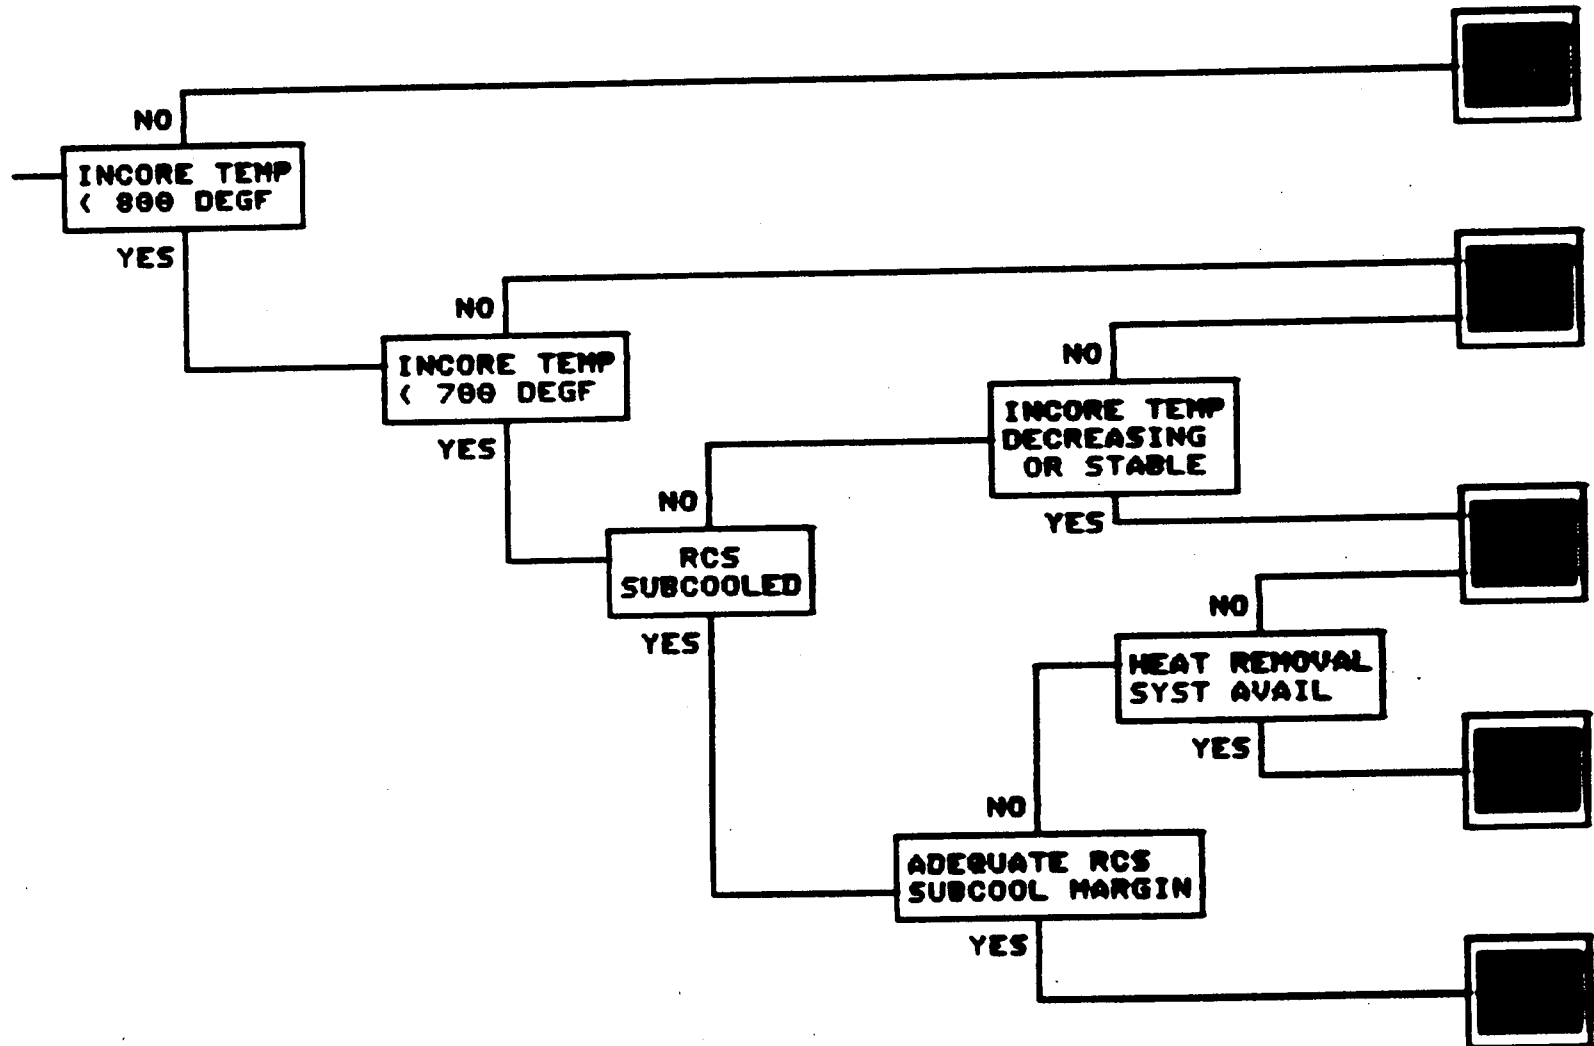 NO
INCORE TEMP
< 800 DEGF
YES
NO
INCORE TEMP
< 700 DEGF
YES
NO
INCORE TEMP
DECREASING
OR STABLE
YES
NO
RCS
SUBCOOLED
YES
NO
HEAT REMOVAL
SYST AVAIL
YES
NO
ADEQUATE RCS
SUBCOOL MARGIN
YES